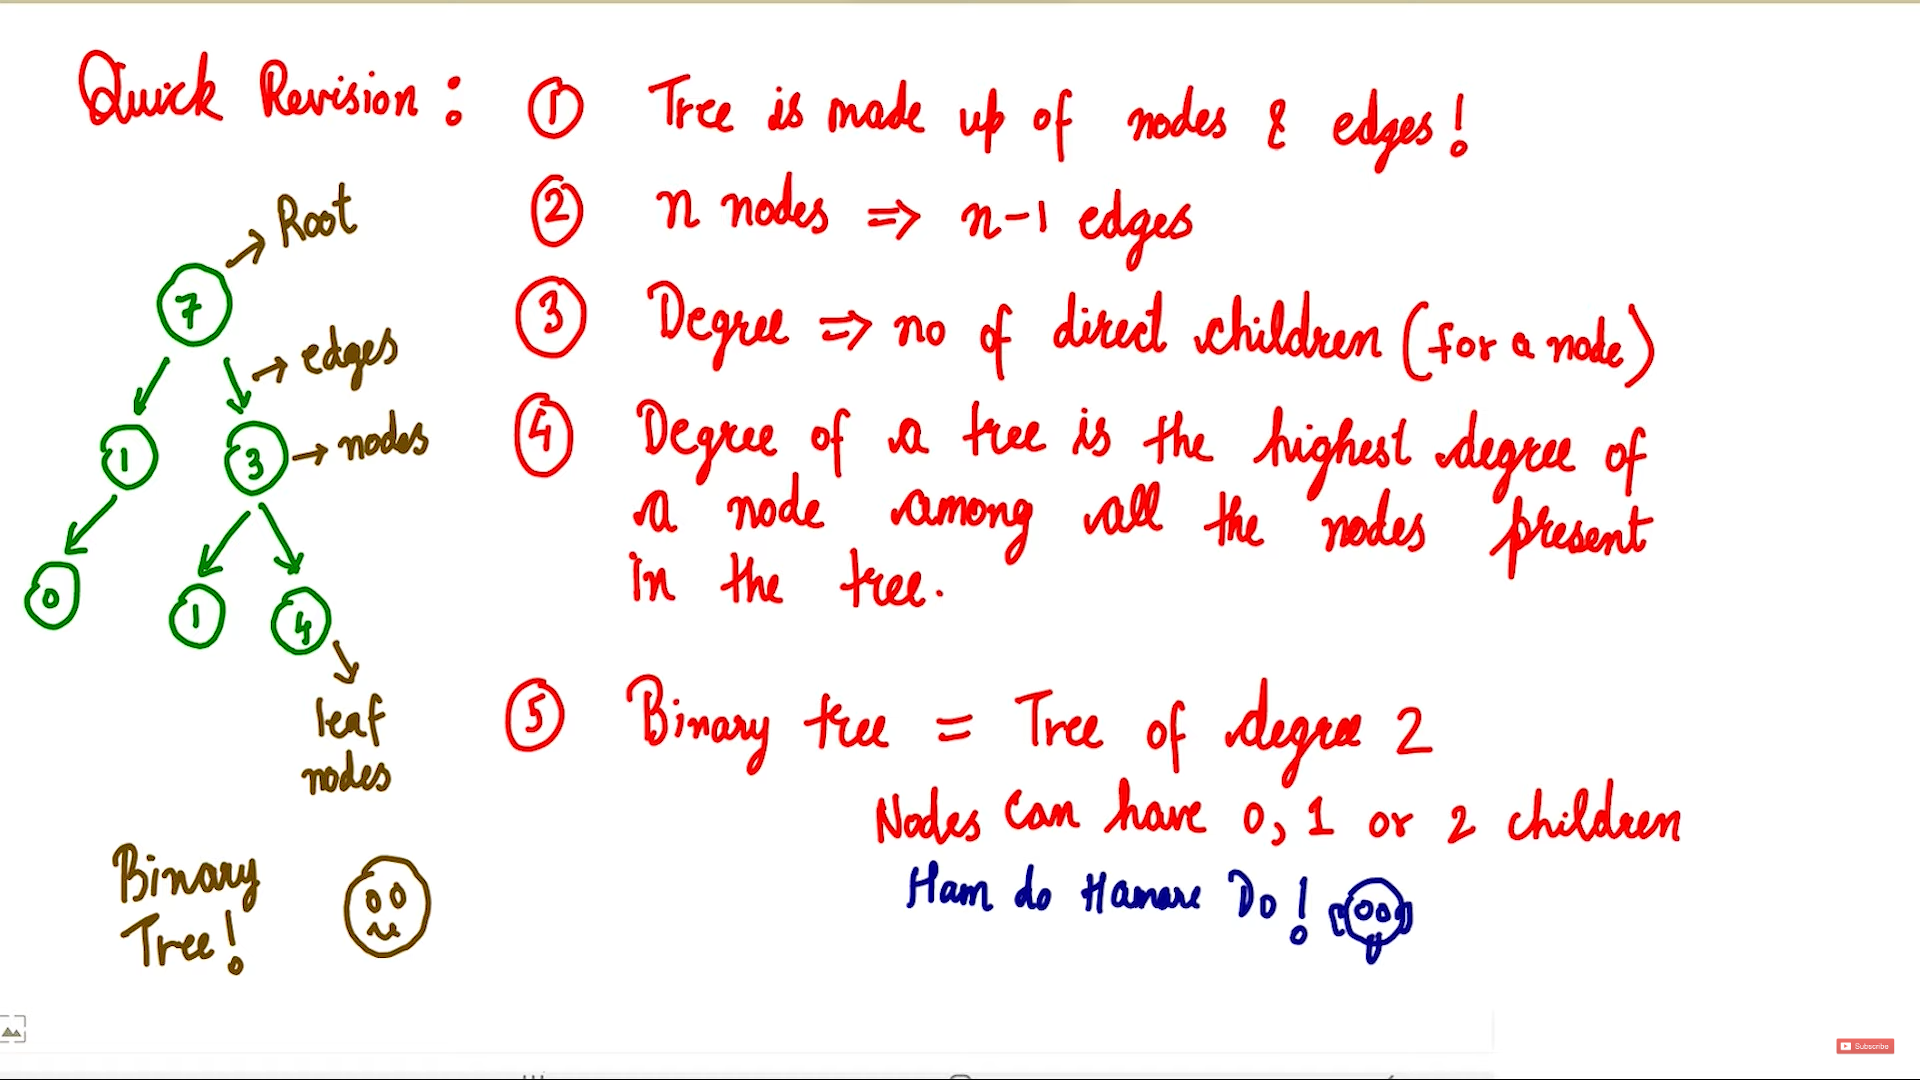 Quick Revision :
① Tree is made up of nodes & edges!
② n nodes => n-1 edges
③ Degree => no of direct children (for a node)
④ Degree of a tree is the highest degree of
a node among all the nodes present
in the tree.
⑤ Binary tree = Tree of degree 2
Nodes can have 0, 1 or 2 children
Ham do Hamare Do!
→ Root
7
→ edges
1
3
→ nodes
0
1
4
leaf
nodes
Binary
Tree!
Subscribe